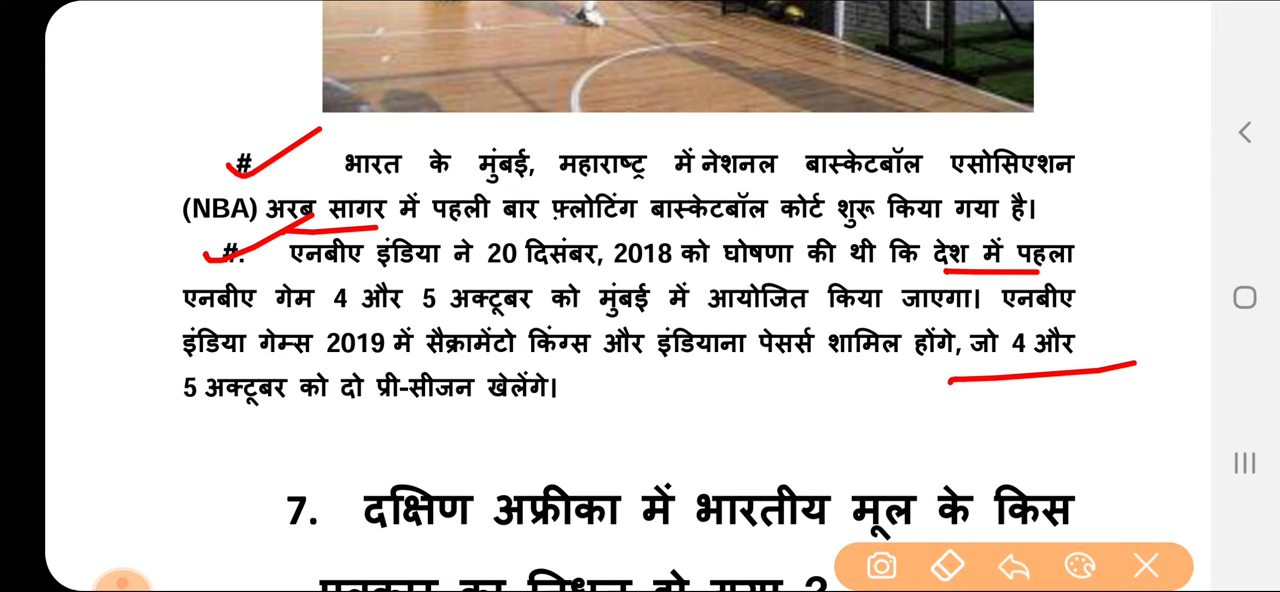 # भारत के मुंबई, महाराष्ट्र में नेशनल बास्केटबॉल एसोसिएशन
(NBA) अरब सागर में पहली बार फ़्लोटिंग बास्केटबॉल कोर्ट शुरू किया गया है।
#. एनबीए इंडिया ने 20 दिसंबर, 2018 को घोषणा की थी कि देश में पहला
एनबीए गेम 4 और 5 अक्टूबर को मुंबई में आयोजित किया जाएगा। एनबीए
इंडिया गेम्स 2019 में सैक्रामेंटो किंग्स और इंडियाना पेसर्स शामिल होंगे, जो 4 और
5 अक्टूबर को दो प्री-सीजन खेलेंगे।
7. दक्षिण अफ्रीका में भारतीय मूल के किस
का निधन हो गया ?